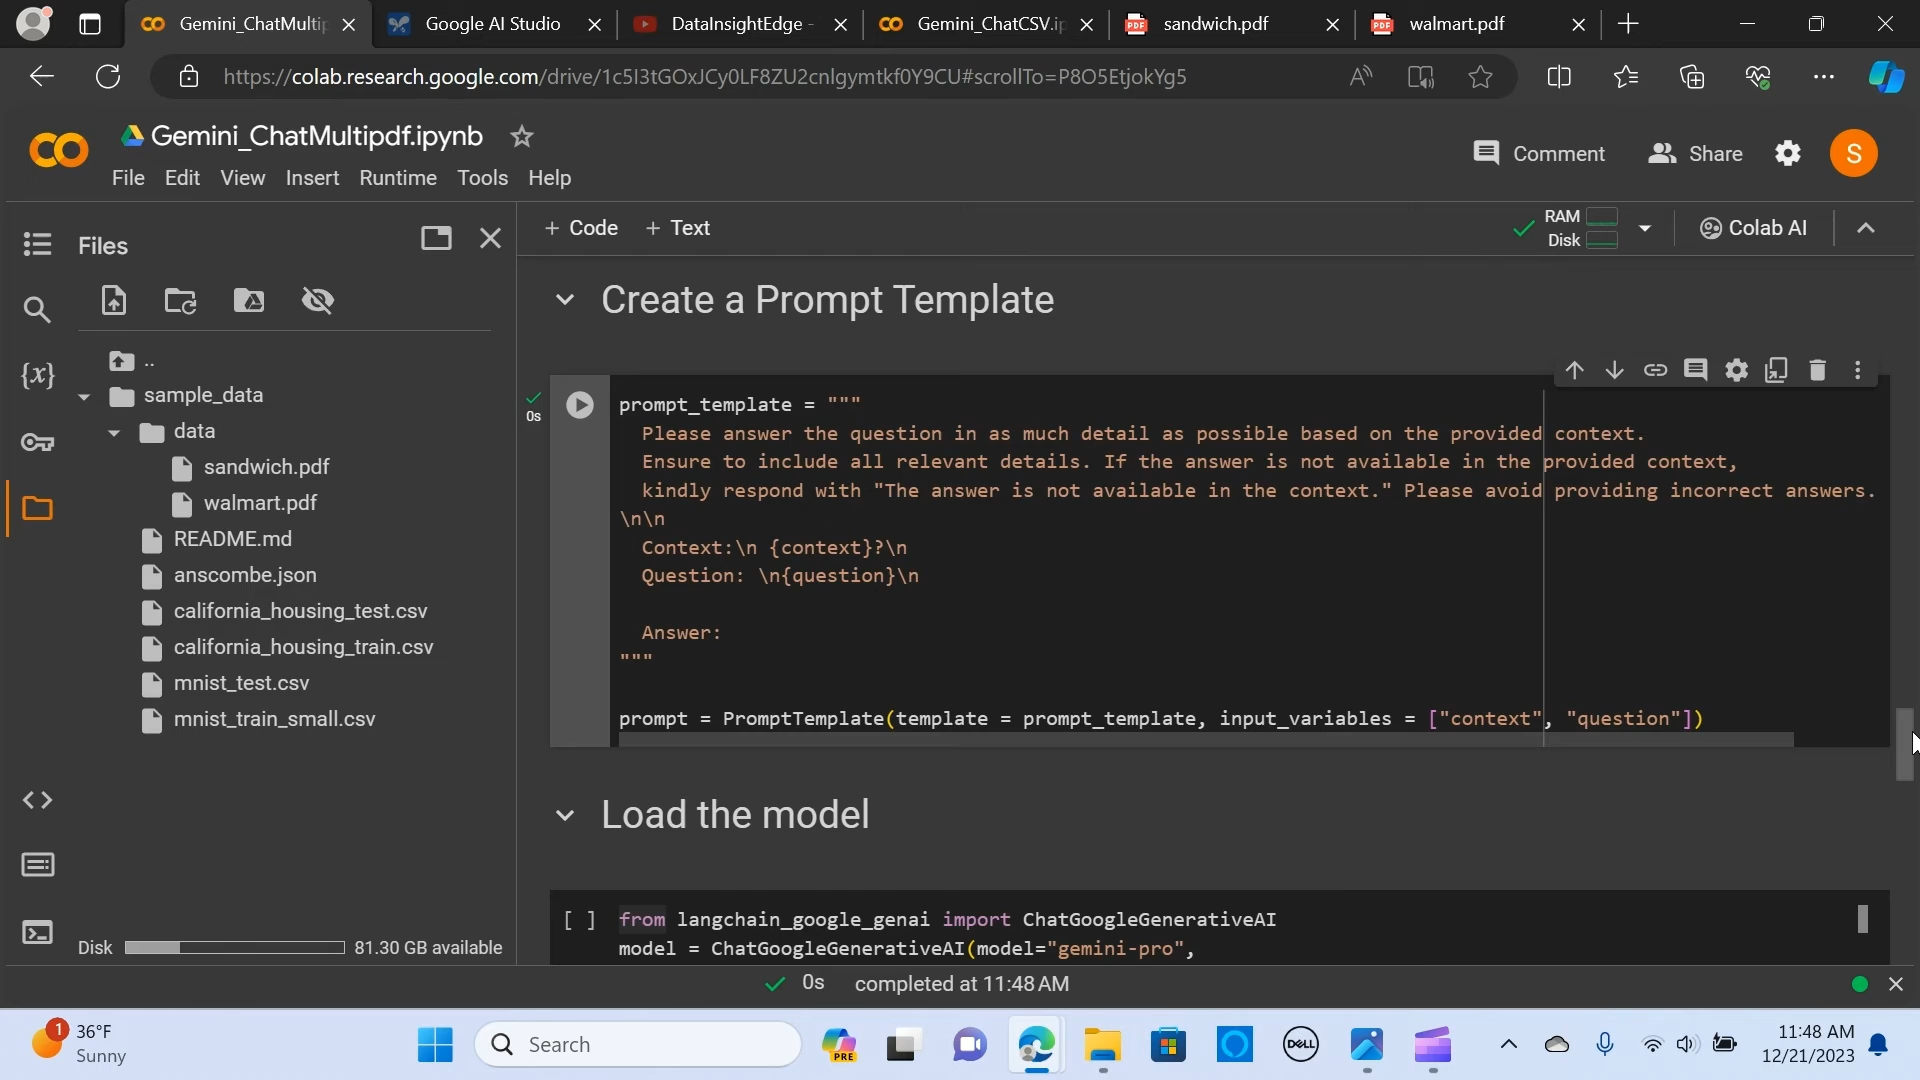 Gemini_ChatMultip
Google AI Studio
DataInsightEdge -
Gemini_ChatCSV.ip
PDF sandwich.pdf
PDF walmart.pdf
https://colab.research.google.com/drive/1c5I3tGOxJCy0LF8ZU2cnlgymtkf0Y9CU#scrollTo=P8O5EtjokYg5
Gemini_ChatMultipdf.ipynb
Comment
Share
S
File Edit View Insert Runtime Tools Help
Files
+ Code + Text
RAM
Disk
Colab AI
..
sample_data
data
sandwich.pdf
walmart.pdf
README.md
anscombe.json
california_housing_test.csv
california_housing_train.csv
mnist_test.csv
mnist_train_small.csv
Disk
81.30 GB available
{x}
Create a Prompt Template
0s
prompt_template = """
Please answer the question in as much detail as possible based on the provided context.
Ensure to include all relevant details. If the answer is not available in the provided context,
kindly respond with "The answer is not available in the context." Please avoid providing incorrect answers.
\n\n
Context:\n {context}?\n
Question: \n{question}\n
Answer:
"""
prompt = PromptTemplate(template = prompt_template, input_variables = ["context", "question"])
Load the model
[ ] from langchain_google_genai import ChatGoogleGenerativeAI
model = ChatGoogleGenerativeAI(model="gemini-pro",
0s completed at 11:48 AM
1
36°F
Sunny
Search
PRE
DELL
11:48 AM
12/21/2023